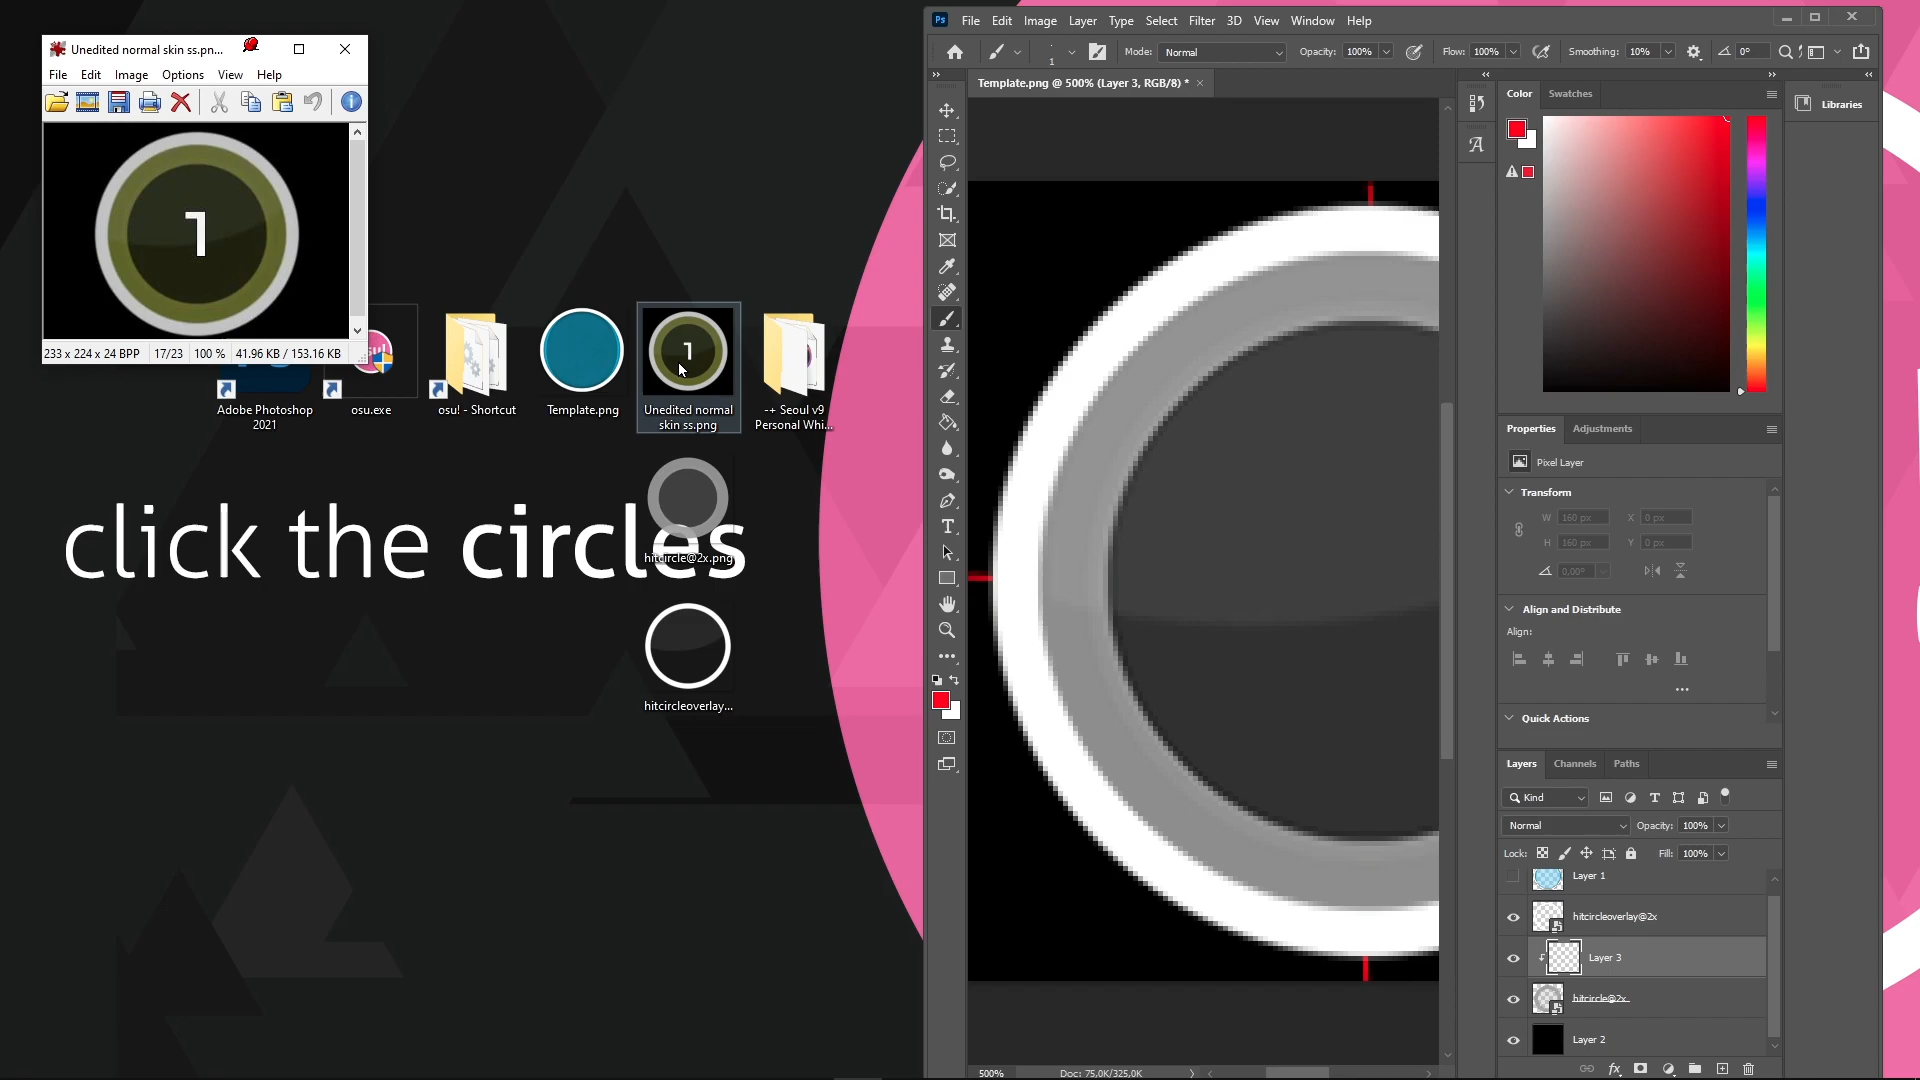 Unedited normal skin ss.pn...
File Edit Image Options View Help
1
233 x 224 x 24 BPP 17/23 100 % 41.96 KB / 153.16 KB
Adobe Photoshop
2021
osu.exe
osu! - Shortcut
Template.png
1
Unedited normal
skin ss.png
-+ Seoul v9
Personal Whi...
click the circles
hitcircle@2x.png
hitcircleoverlay...
Ps File Edit Image Layer Type Select Filter 3D View Window Help
1 Mode: Normal Opacity: 100% Flow: 100% Smoothing: 10% 0°
Template.png @ 500% (Layer 3, RGB/8) *
Color Swatches
Libraries
Properties Adjustments
Pixel Layer
Transform
W 160 px X 0 px
H 160 px Y 0 px
0,00°
Align and Distribute
Align:
Quick Actions
Layers Channels Paths
Kind
Normal Opacity: 100%
Lock: Fill: 100%
Layer 1
hitcircleoverlay@2x
Layer 3
hitcircle@2x
Layer 2
500% Doc: 75,0K/325,0K